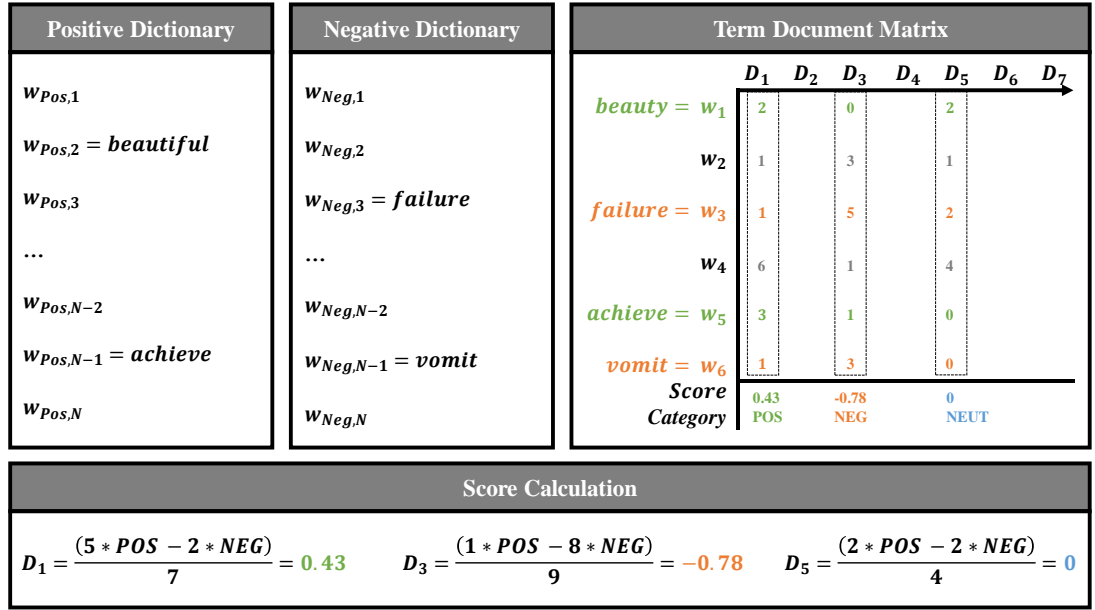 Positive Dictionary
w_Pos,1
w_Pos,2 = beautiful
w_Pos,3
...
w_Pos,N−2
w_Pos,N−1 = achieve
w_Pos,N
Negative Dictionary
w_Neg,1
w_Neg,2
w_Neg,3 = failure
...
w_Neg,N−2
w_Neg,N−1 = vomit
w_Neg,N
Term Document Matrix
D_1 D_2 D_3 D_4 D_5 D_6 D_7
beauty = w_1 2 0 2
w_2 1 3 1
failure = w_3 1 5 2
w_4 6 1 4
achieve = w_5 3 1 0
vomit = w_6 1 3 0
Score 0.43 -0.78 0
Category POS NEG NEUT
Score Calculation
D_1 = (5 * POS − 2 * NEG) / 7 = 0.43
D_3 = (1 * POS − 8 * NEG) / 9 = −0.78
D_5 = (2 * POS − 2 * NEG) / 4 = 0